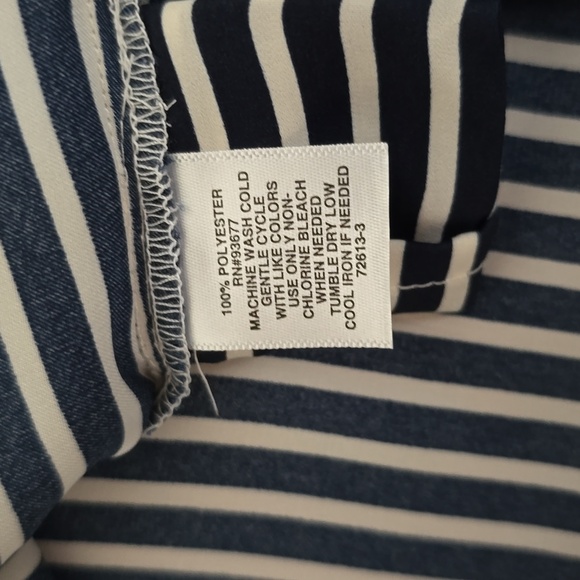 100% POLYESTER
RN#93677
MACHINE WASH COLD
GENTLE CYCLE
WITH LIKE COLORS
USE ONLY NON-
CHLORINE BLEACH
WHEN NEEDED
TUMBLE DRY LOW
COOL IRON IF NEEDED
72613-3